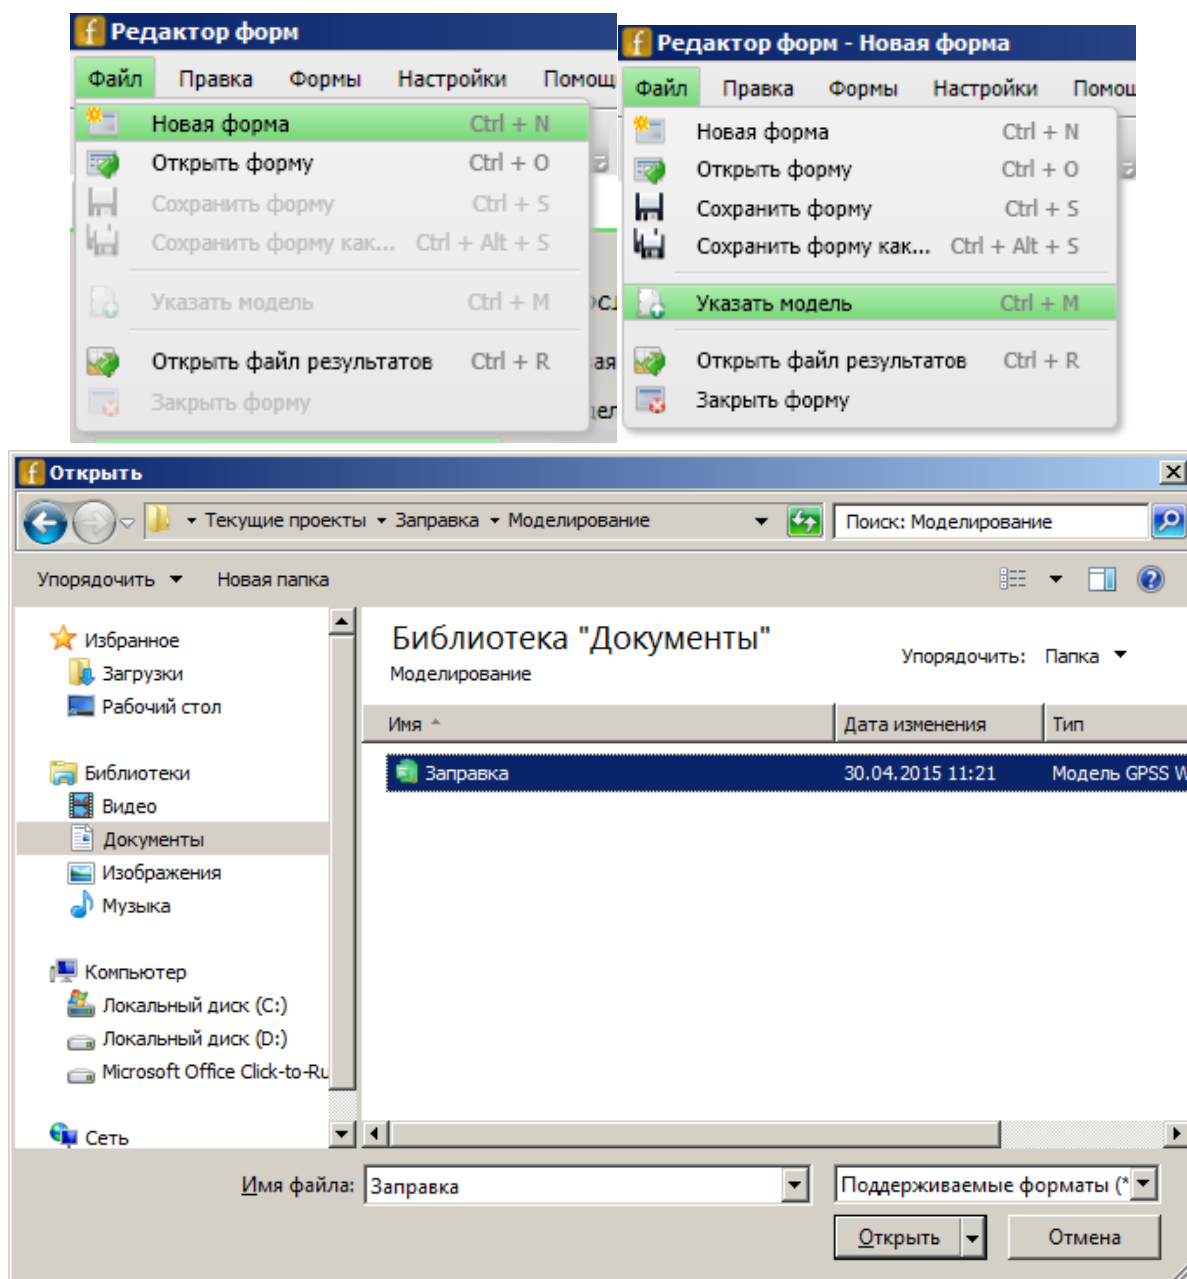 Редактор форм
Файл Правка Формы Настройки Помощ
Новая форма Ctrl + N
Открыть форму Ctrl + O
Сохранить форму Ctrl + S
Сохранить форму как... Ctrl + Alt + S
Указать модель Ctrl + M
Открыть файл результатов Ctrl + R
Закрыть форму
Редактор форм - Новая форма
Файл Правка Формы Настройки Помощ
Новая форма Ctrl + N
Открыть форму Ctrl + O
Сохранить форму Ctrl + S
Сохранить форму как... Ctrl + Alt + S
Указать модель Ctrl + M
Открыть файл результатов Ctrl + R
Закрыть форму
Открыть
Текущие проекты Заправка Моделирование
Поиск: Моделирование
Упорядочить Новая папка
Избранное
Загрузки
Рабочий стол
Библиотеки
Видео
Документы
Изображения
Музыка
Компьютер
Локальный диск (C:)
Локальный диск (D:)
Microsoft Office Click-to-Ru
Сеть
Библиотека "Документы"
Моделирование
Упорядочить: Папка
Имя Дата изменения Тип
Заправка 30.04.2015 11:21 Модель GPSS W
Имя файла: Заправка
Поддерживаемые форматы (*
Открыть Отмена